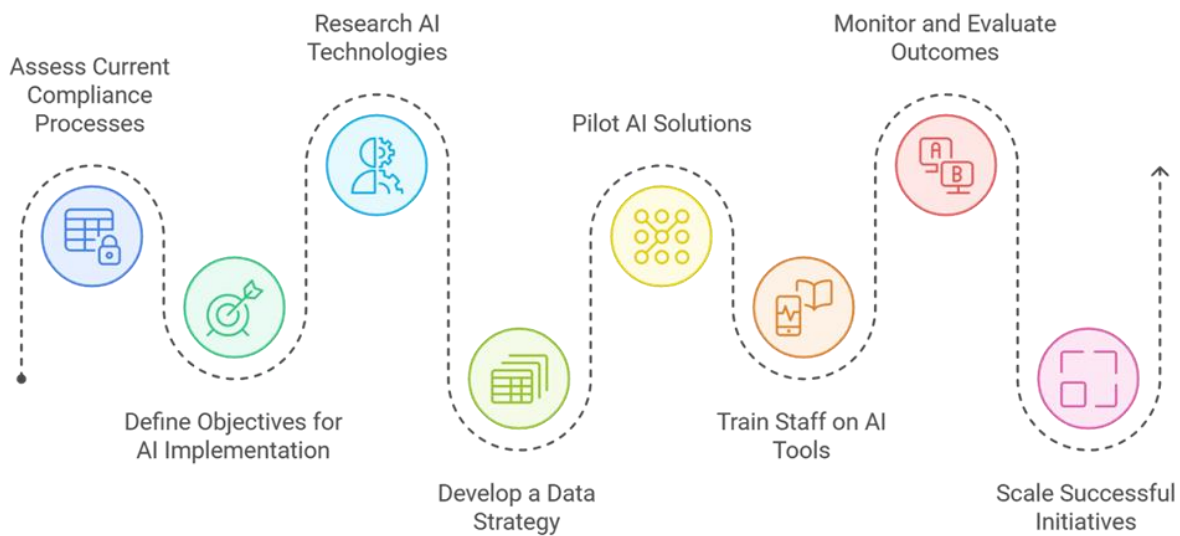 Assess Current
Compliance
Processes
Define Objectives for
AI Implementation
Research AI
Technologies
Develop a Data
Strategy
Pilot AI Solutions
Train Staff on AI
Tools
Monitor and Evaluate
Outcomes
A
B
Scale Successful
Initiatives